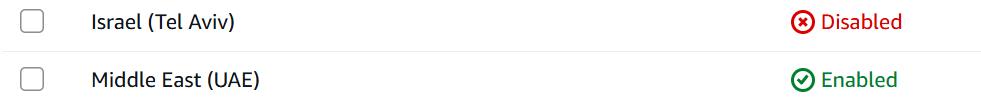 Israel (Tel Aviv) Disabled
Middle East (UAE) Enabled